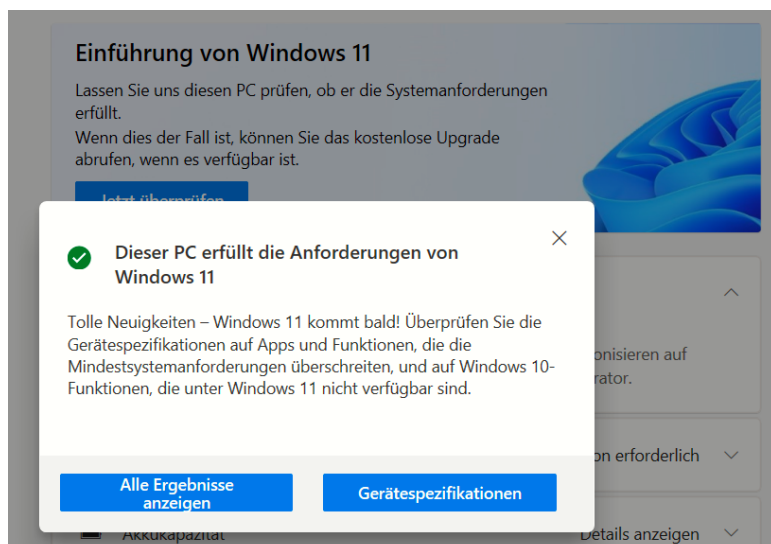 Einführung von Windows 11
Lassen Sie uns diesen PC prüfen, ob er die Systemanforderungen
erfüllt.
Wenn dies der Fall ist, können Sie das kostenlose Upgrade
abrufen, wenn es verfügbar ist.
Jetzt überprüfen
Dieser PC erfüllt die Anforderungen von
Windows 11
Tolle Neuigkeiten – Windows 11 kommt bald! Überprüfen Sie die
Gerätespezifikationen auf Apps und Funktionen, die die
Mindestsystemanforderungen überschreiten, und auf Windows 10-
Funktionen, die unter Windows 11 nicht verfügbar sind.
onisieren auf
rator.
on erforderlich
Alle Ergebnisse
anzeigen
Gerätespezifikationen
Akkukapazität
Details anzeigen